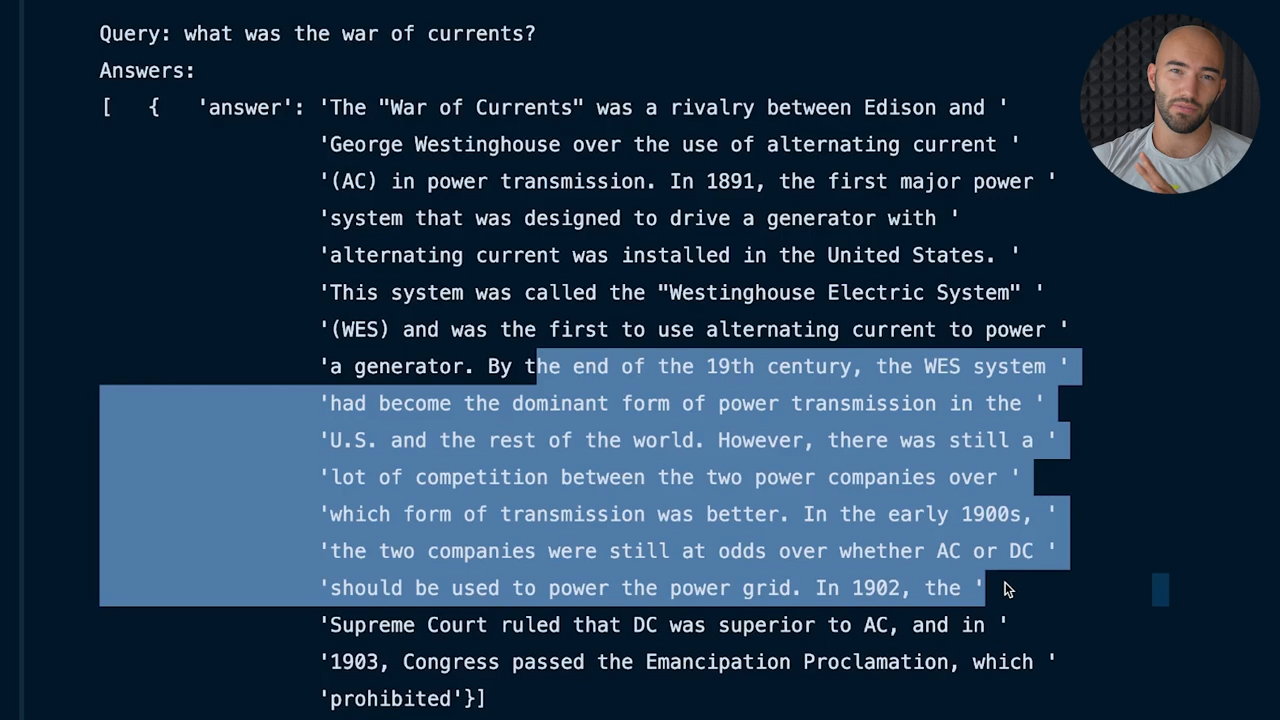 Query: what was the war of currents?
Answers:
[   {   'answer': 'The "War of Currents" was a rivalry between Edison and '
'George Westinghouse over the use of alternating current '
'(AC) in power transmission. In 1891, the first major power '
'system that was designed to drive a generator with '
'alternating current was installed in the United States. '
'This system was called the "Westinghouse Electric System" '
'(WES) and was the first to use alternating current to power '
'a generator. By the end of the 19th century, the WES system '
'had become the dominant form of power transmission in the '
'U.S. and the rest of the world. However, there was still a '
'lot of competition between the two power companies over '
'which form of transmission was better. In the early 1900s, '
'the two companies were still at odds over whether AC or DC '
'should be used to power the power grid. In 1902, the '
'Supreme Court ruled that DC was superior to AC, and in '
'1903, Congress passed the Emancipation Proclamation, which '
'prohibited'}]